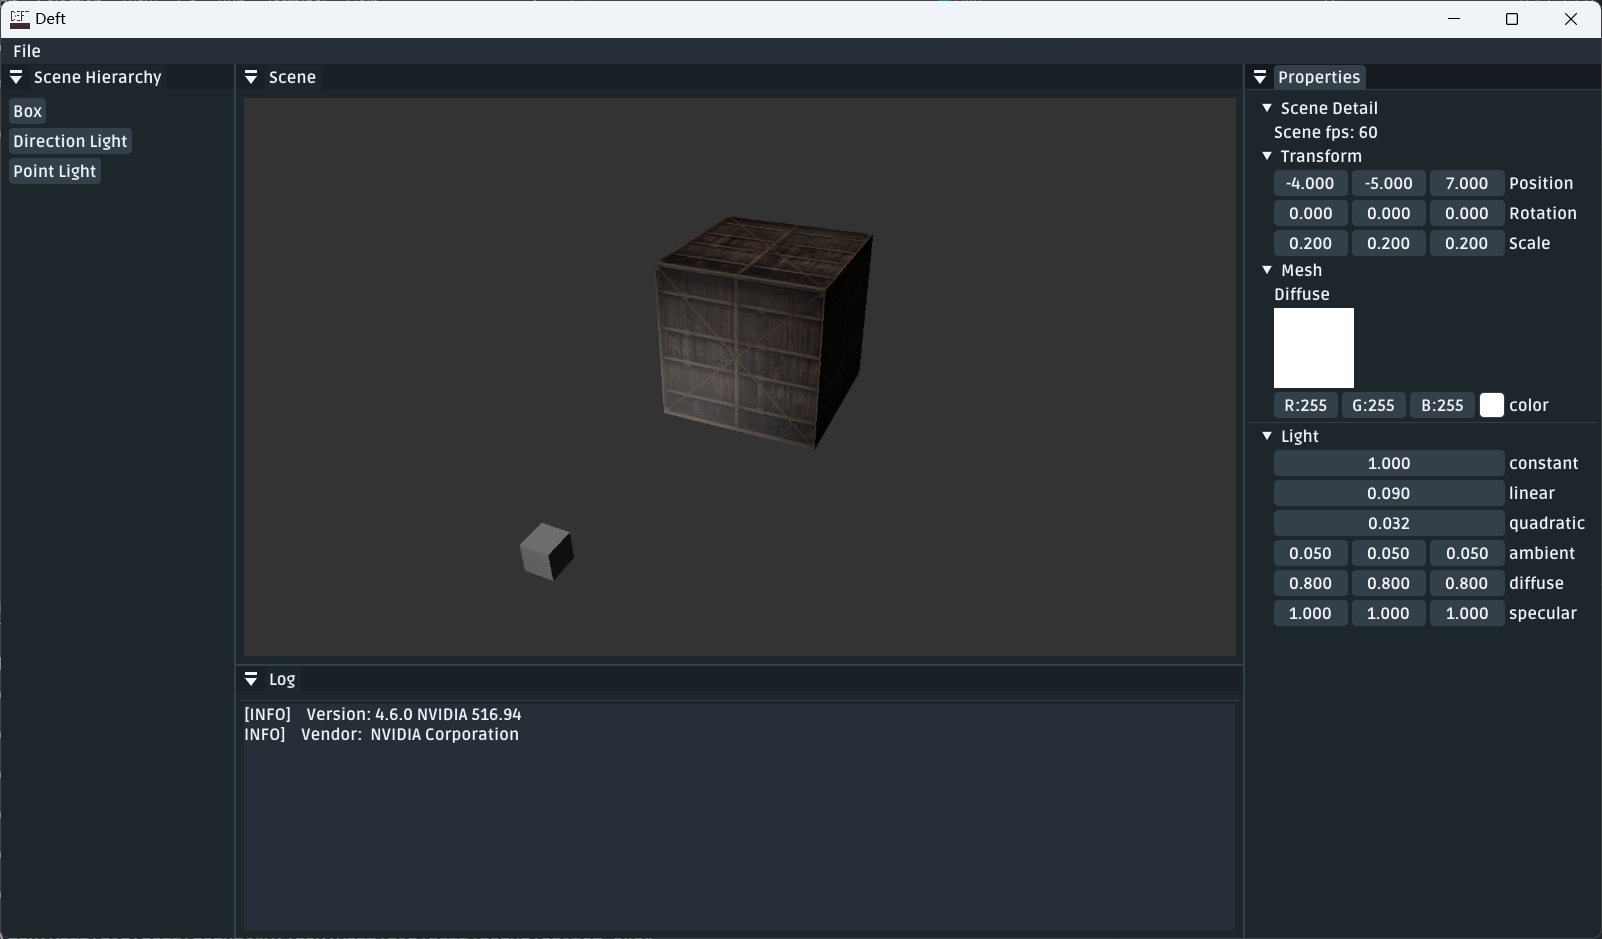 DEFT Deft
File
Scene Hierarchy
Box
Direction Light
Point Light
Scene
Log
[INFO] Version: 4.6.0 NVIDIA 516.94
INFO] Vendor: NVIDIA Corporation
Properties
Scene Detail
Scene fps: 60
Transform
-4.000 -5.000 7.000 Position
0.000 0.000 0.000 Rotation
0.200 0.200 0.200 Scale
Mesh
Diffuse
R:255 G:255 B:255 color
Light
1.000 constant
0.090 linear
0.032 quadratic
0.050 0.050 0.050 ambient
0.800 0.800 0.800 diffuse
1.000 1.000 1.000 specular